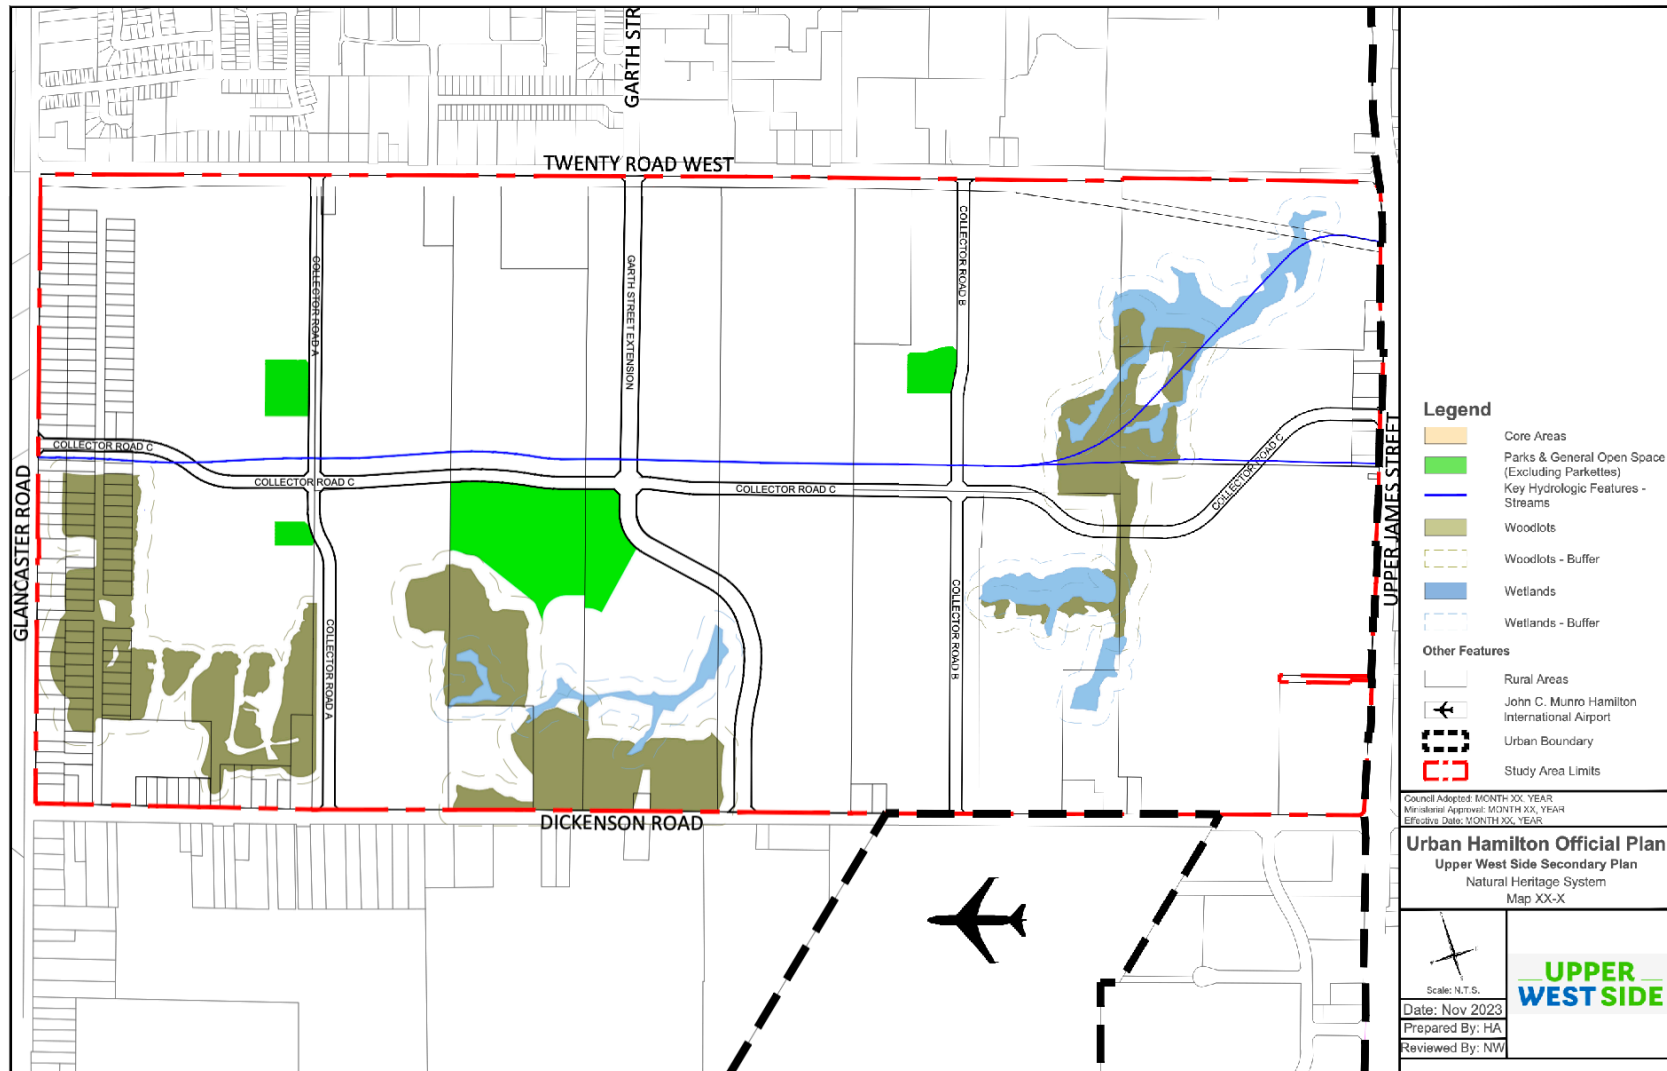 GARTH STR
TWENTY ROAD WEST
COLLECTOR ROAD A
GARTH STREET EXTENSION
COLLECTOR ROAD B
COLLECTOR ROAD C
COLLECTOR ROAD C
COLLECTOR ROAD C
COLLECTOR ROAD C
GLANCASTER ROAD
UPPER JAMES STREET
COLLECTOR ROAD A
COLLECTOR ROAD B
DICKENSON ROAD
Legend
Core Areas
Parks & General Open Space
(Excluding Parkettes)
Key Hydrologic Features -
Streams
Woodlots
Woodlots - Buffer
Wetlands
Wetlands - Buffer
Other Features
Rural Areas
John C. Munro Hamilton
International Airport
Urban Boundary
Study Area Limits
Council Adopted: MONTH XX, YEAR
Ministerial Approval: MONTH XX, YEAR
Effective Date: MONTH XX, YEAR
Urban Hamilton Official Plan
Upper West Side Secondary Plan
Natural Heritage System
Map XX-X
Scale: N.T.S.
Date: Nov 2023
Prepared By: HA
Reviewed By: NW
UPPER
WEST SIDE